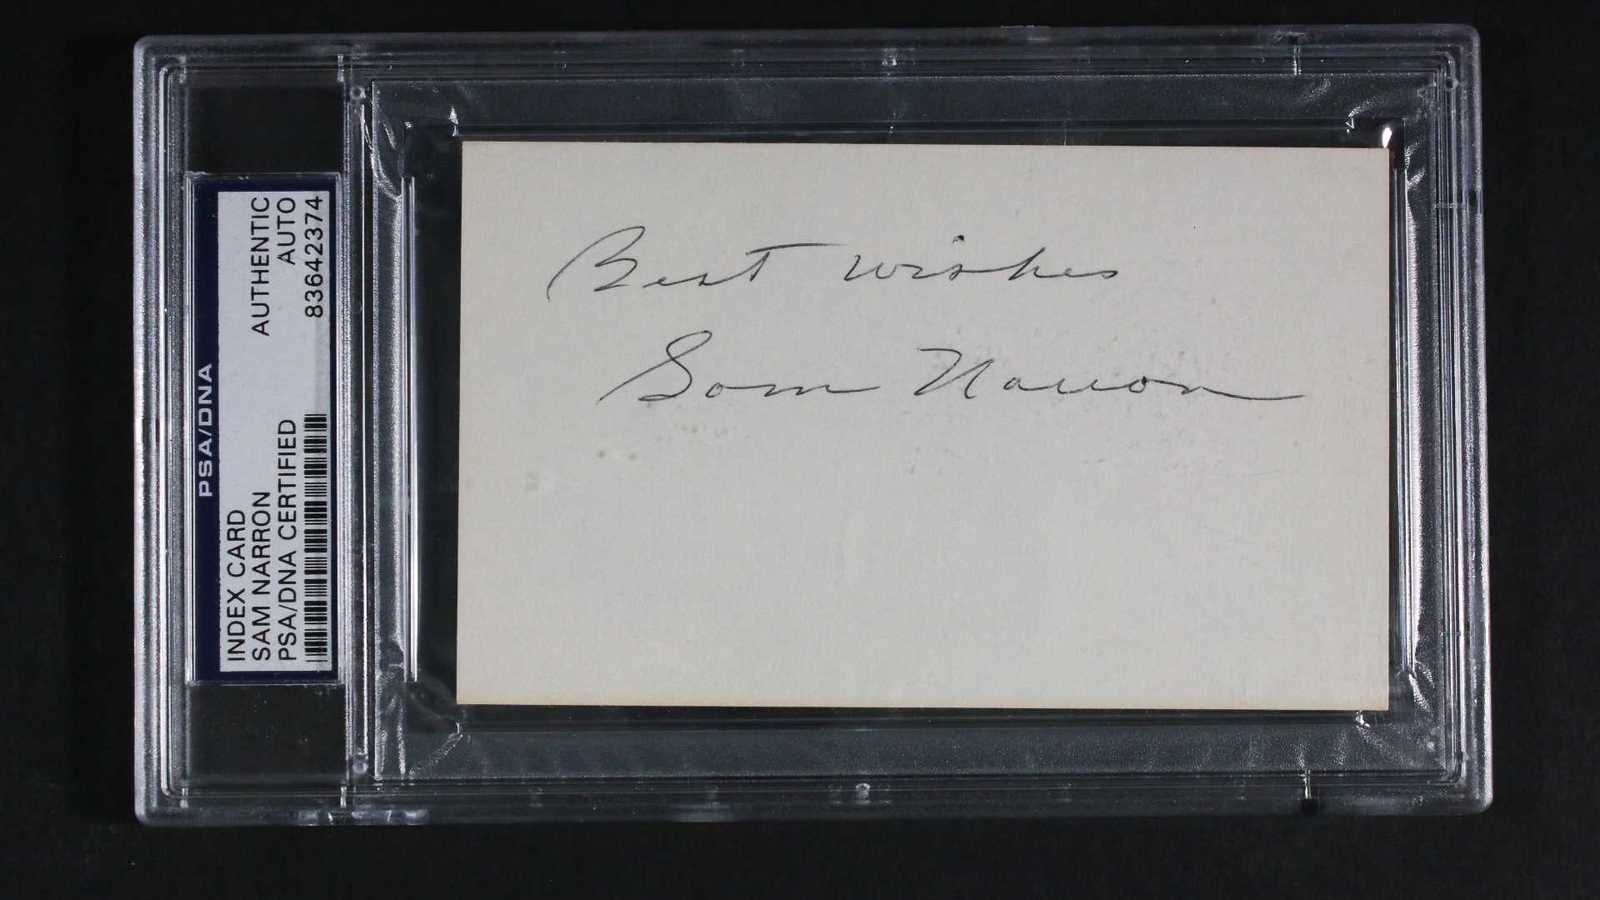 PSA/DNA
INDEX CARD
SAM NARRON
PSA/DNA CERTIFIED
AUTHENTIC
AUTO
83642374
Best Wishes
Sam Narron